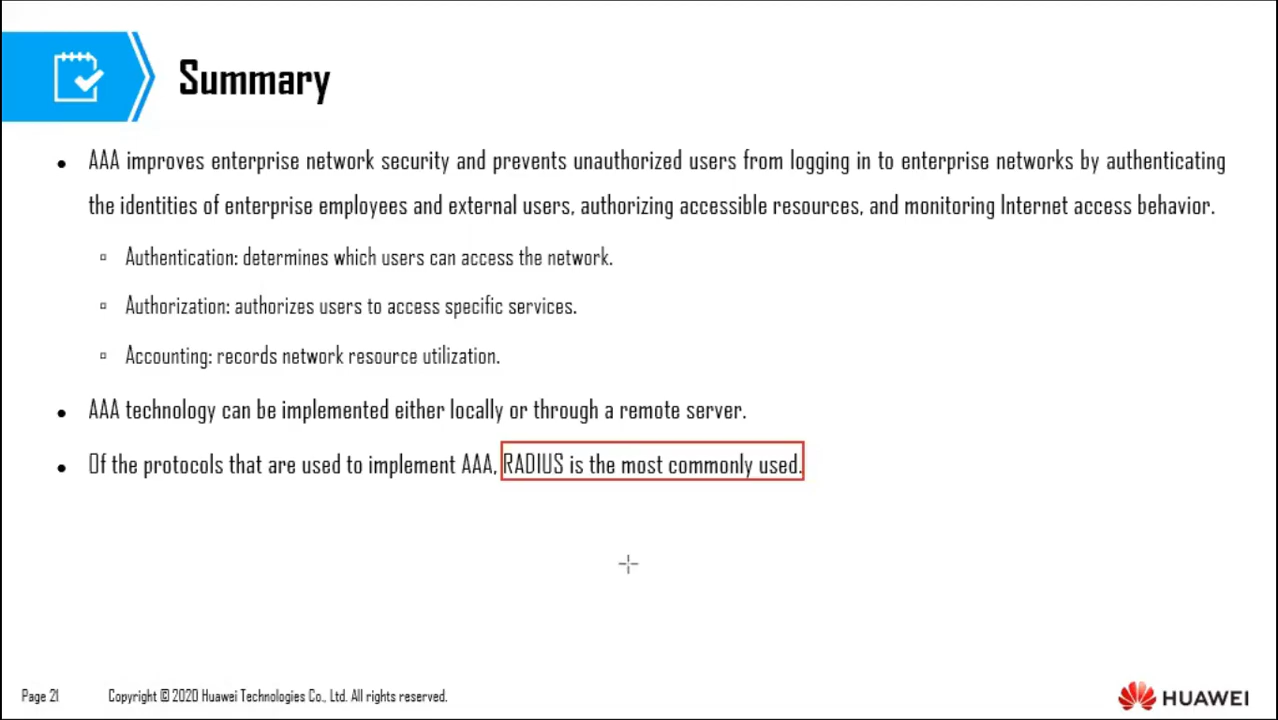 Summary
• AAA improves enterprise network security and prevents unauthorized users from logging in to enterprise networks by authenticating
the identities of enterprise employees and external users, authorizing accessible resources, and monitoring Internet access behavior.
▫ Authentication: determines which users can access the network.
▫ Authorization: authorizes users to access specific services.
▫ Accounting: records network resource utilization.
• AAA technology can be implemented either locally or through a remote server.
• Of the protocols that are used to implement AAA, RADIUS is the most commonly used.
Page 21 Copyright © 2020 Huawei Technologies Co., Ltd. All rights reserved.
HUAWEI